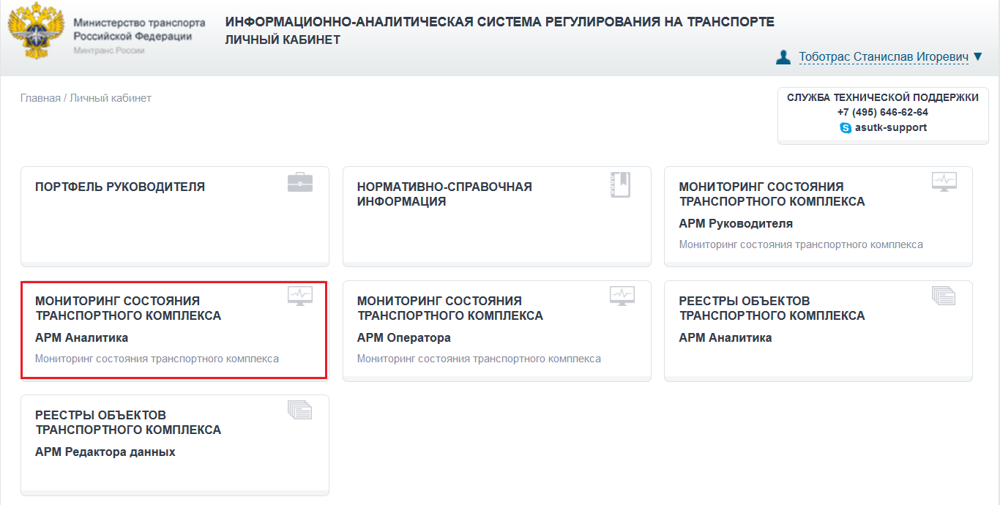 Министерство транспорта
Российской Федерации
Минтранс России
ИНФОРМАЦИОННО-АНАЛИТИЧЕСКАЯ СИСТЕМА РЕГУЛИРОВАНИЯ НА ТРАНСПОРТЕ
ЛИЧНЫЙ КАБИНЕТ
Тоботрас Станислав Игоревич ▼
Главная / Личный кабинет
СЛУЖБА ТЕХНИЧЕСКОЙ ПОДДЕРЖКИ
+7 (495) 646-62-64
asutk-support
ПОРТФЕЛЬ РУКОВОДИТЕЛЯ
НОРМАТИВНО-СПРАВОЧНАЯ
ИНФОРМАЦИЯ
МОНИТОРИНГ СОСТОЯНИЯ
ТРАНСПОРТНОГО КОМПЛЕКСА
АРМ Руководителя
Мониторинг состояния транспортного комплекса
МОНИТОРИНГ СОСТОЯНИЯ
ТРАНСПОРТНОГО КОМПЛЕКСА
АРМ Аналитика
Мониторинг состояния транспортного комплекса
МОНИТОРИНГ СОСТОЯНИЯ
ТРАНСПОРТНОГО КОМПЛЕКСА
АРМ Оператора
Мониторинг состояния транспортного комплекса
РЕЕСТРЫ ОБЪЕКТОВ
ТРАНСПОРТНОГО КОМПЛЕКСА
АРМ Аналитика
РЕЕСТРЫ ОБЪЕКТОВ
ТРАНСПОРТНОГО КОМПЛЕКСА
АРМ Редактора данных